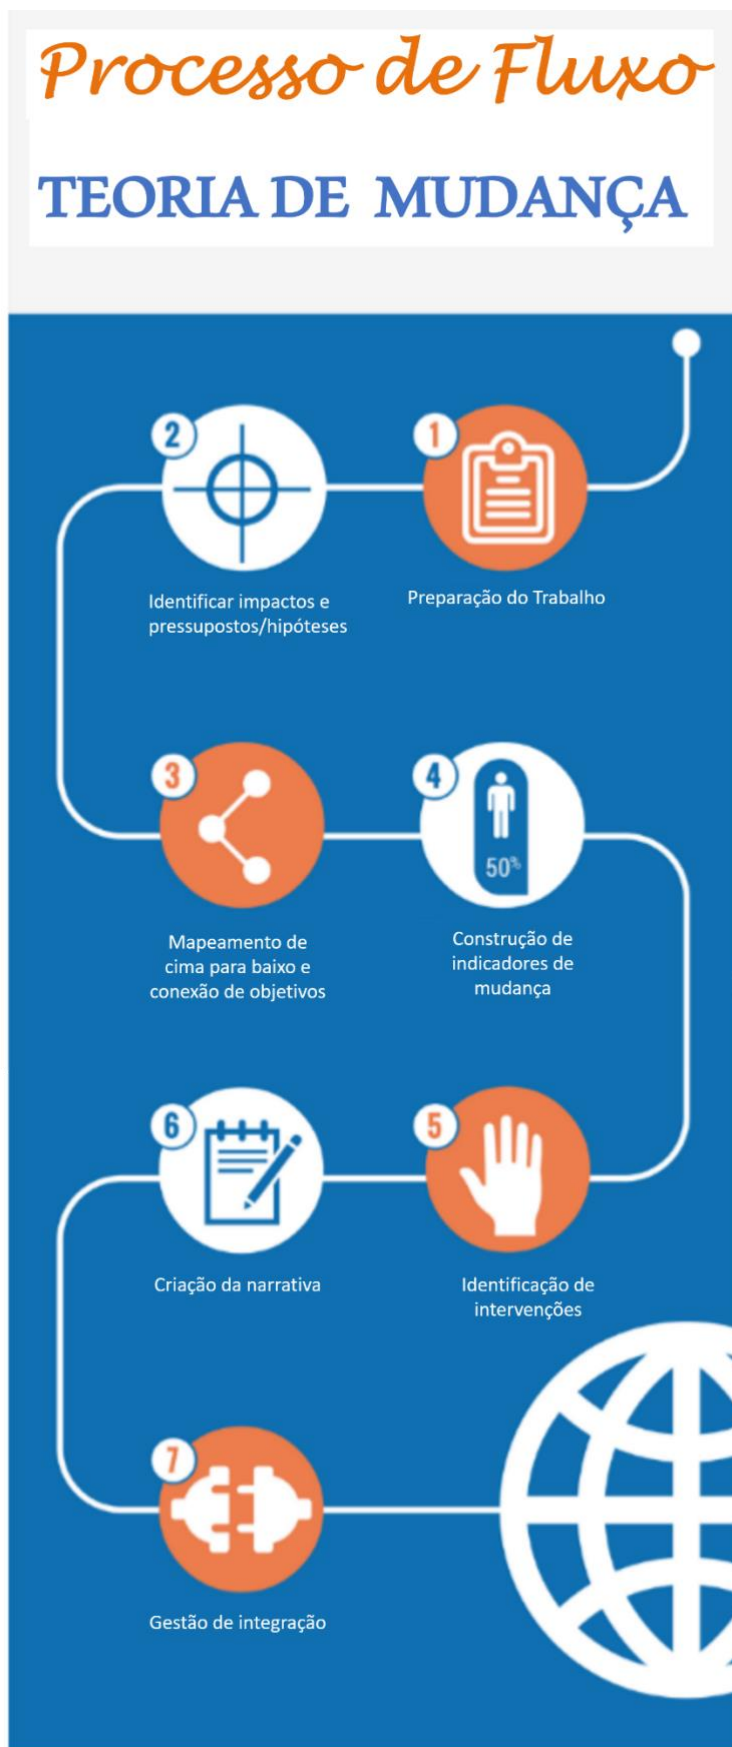 Processo de Fluxo
TEORIA DE MUDANÇA
1
Preparação do Trabalho
2
Identificar impactos e
pressupostos/hipóteses
3
Mapeamento de
cima para baixo e
conexão de objetivos
4
50%
Construção de
indicadores de
mudança
5
Identificação de
intervenções
6
Criação da narrativa
7
Gestão de integração